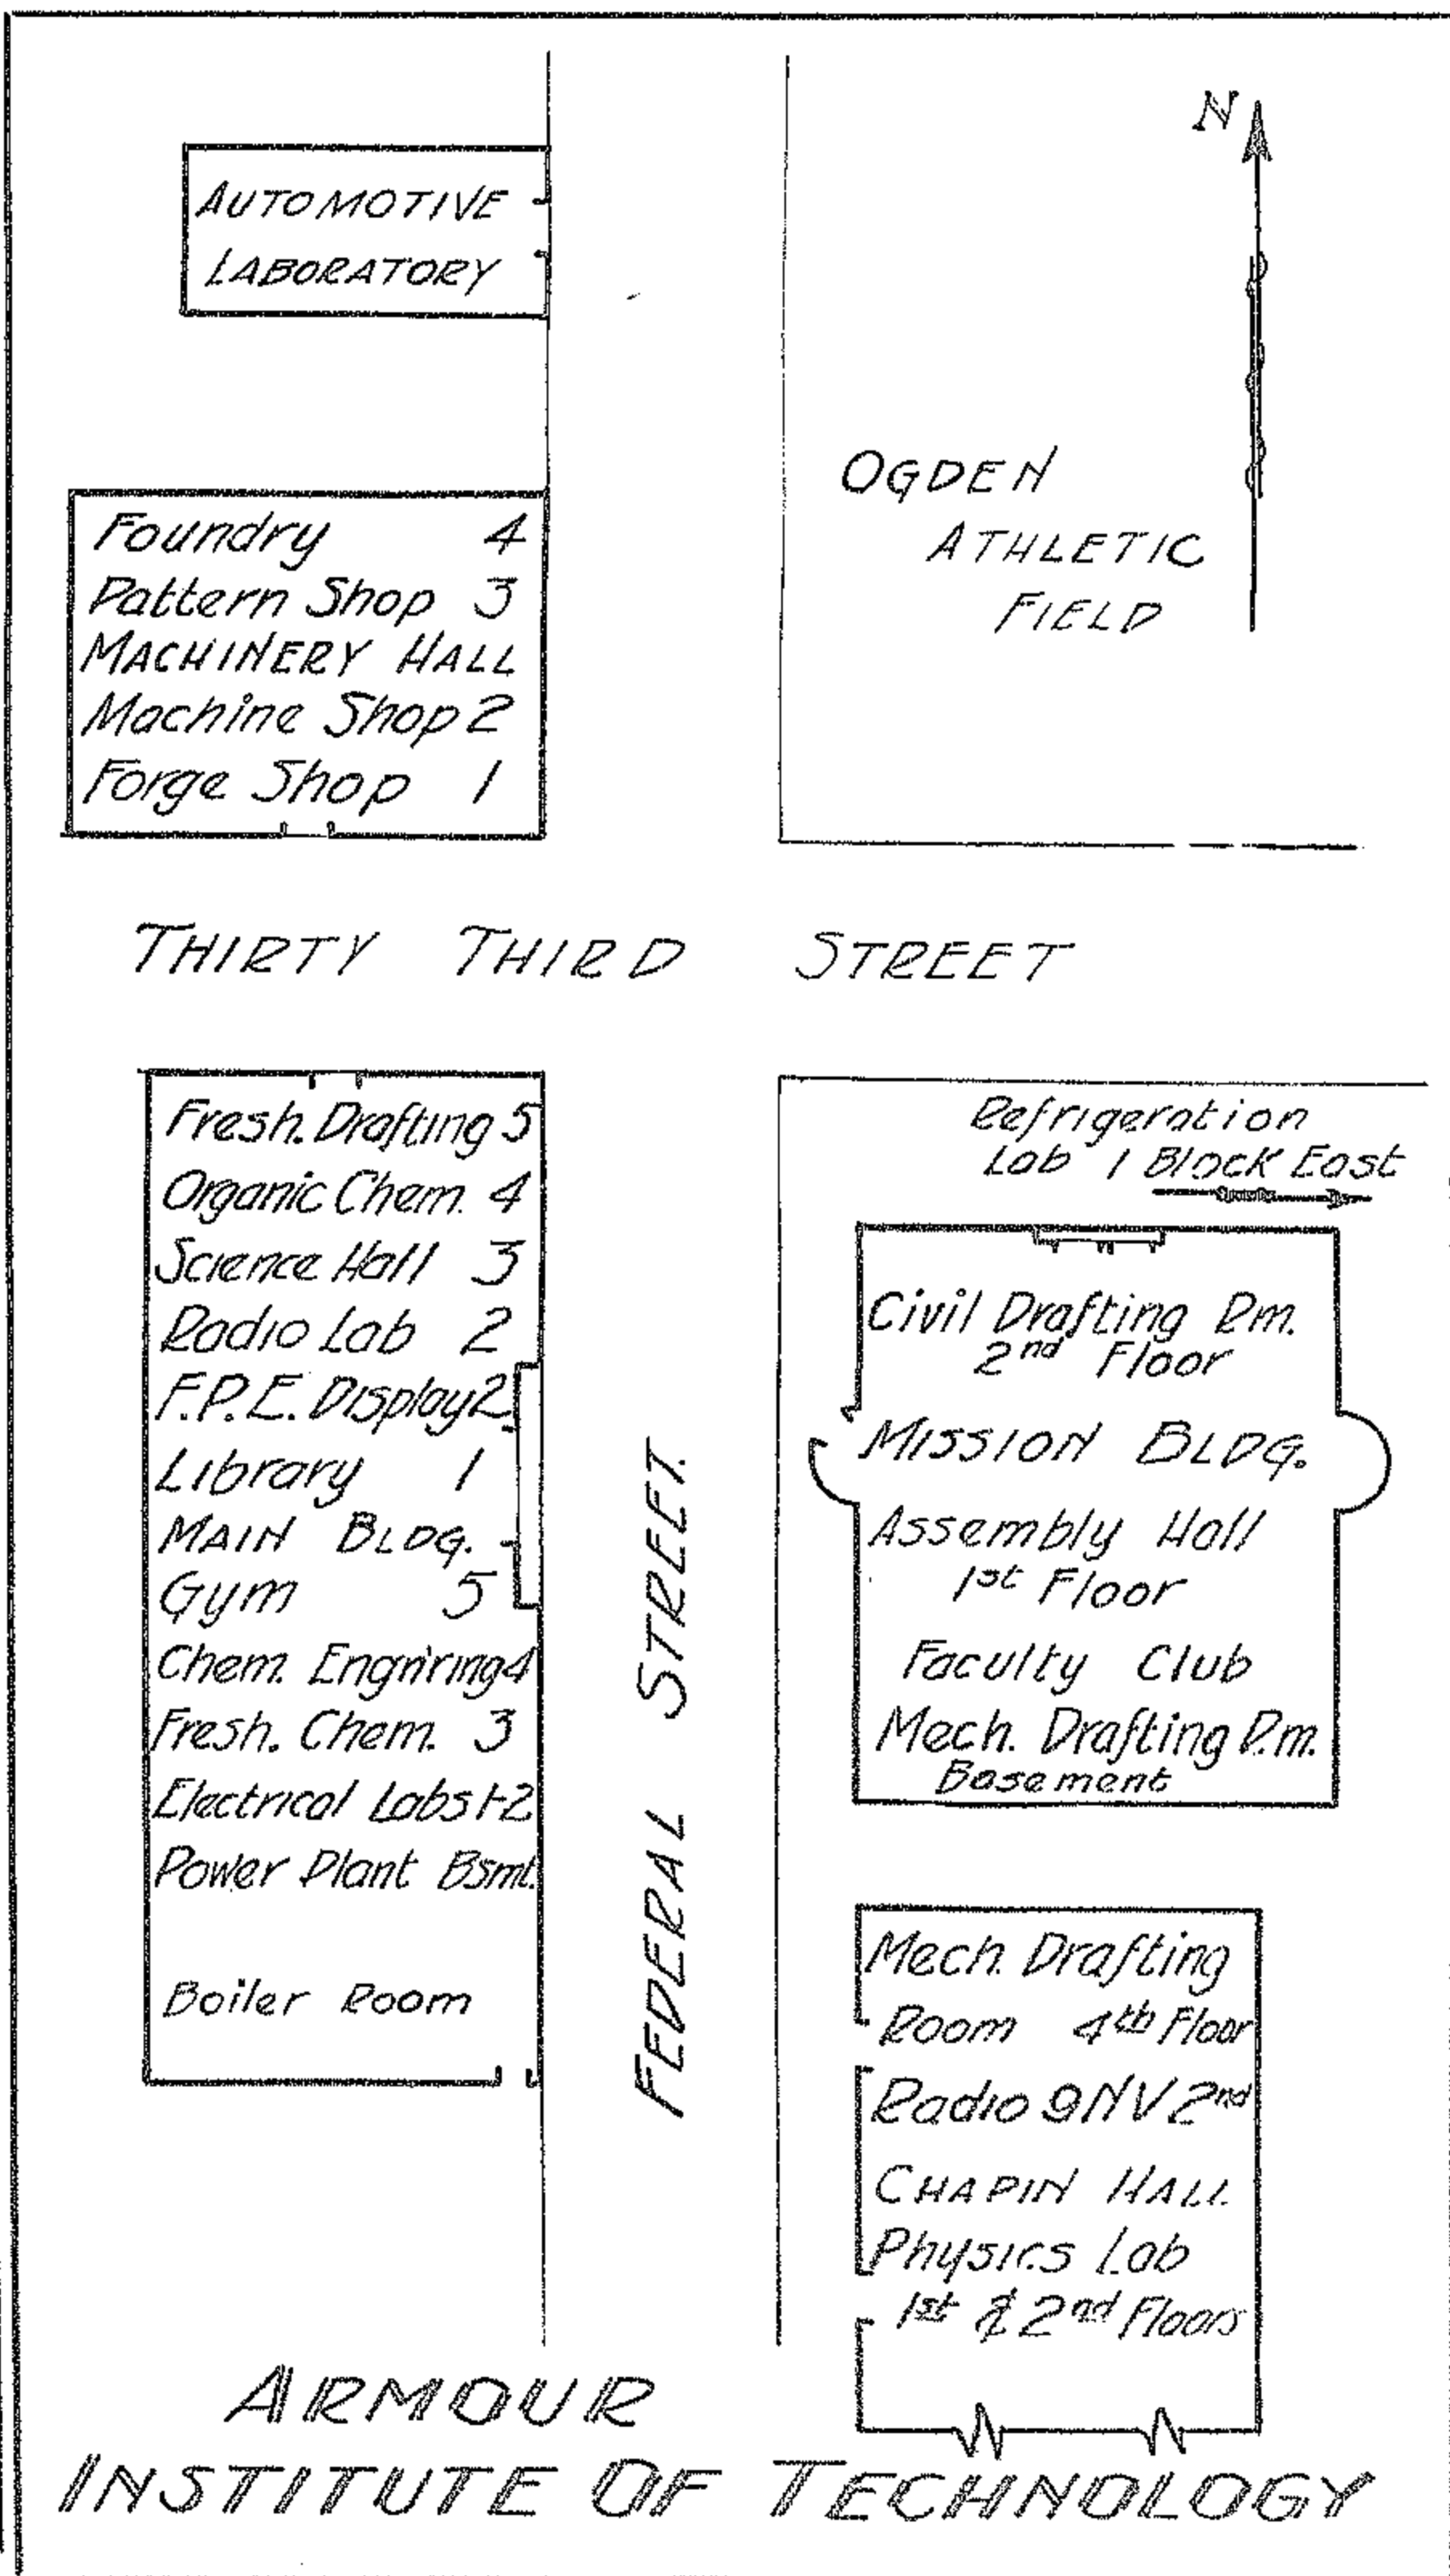 N
AUTOMOTIVE
LABORATORY
OGDEN
ATHLETIC
FIELD
Foundry 4
Pattern Shop 3
MACHINERY HALL
Machine Shop 2
Forge Shop 1
THIRTY THIRD STREET
Fresh. Drafting 5
Organic Chem. 4
Science Hall 3
Radio Lab 2
F.P.E. Display 2
Library 1
MAIN BLDG.
Gym 5
Chem. Engn'ring 4
Fresh. Chem. 3
Electrical Labs 1-2
Power Plant Bsmt.
Boiler Room
FEDERAL STREET.
Refrigeration
Lab 1 Block East
Civil Drafting Rm.
2nd Floor
MISSION BLDG.
Assembly Hall
1st Floor
Faculty Club
Mech. Drafting Rm.
Basement
Mech. Drafting
Room 4th Floor
Radio 9NV 2nd
CHAPIN HALL
Physics Lab
1st & 2nd Floors
ARMOUR
INSTITUTE OF TECHNOLOGY